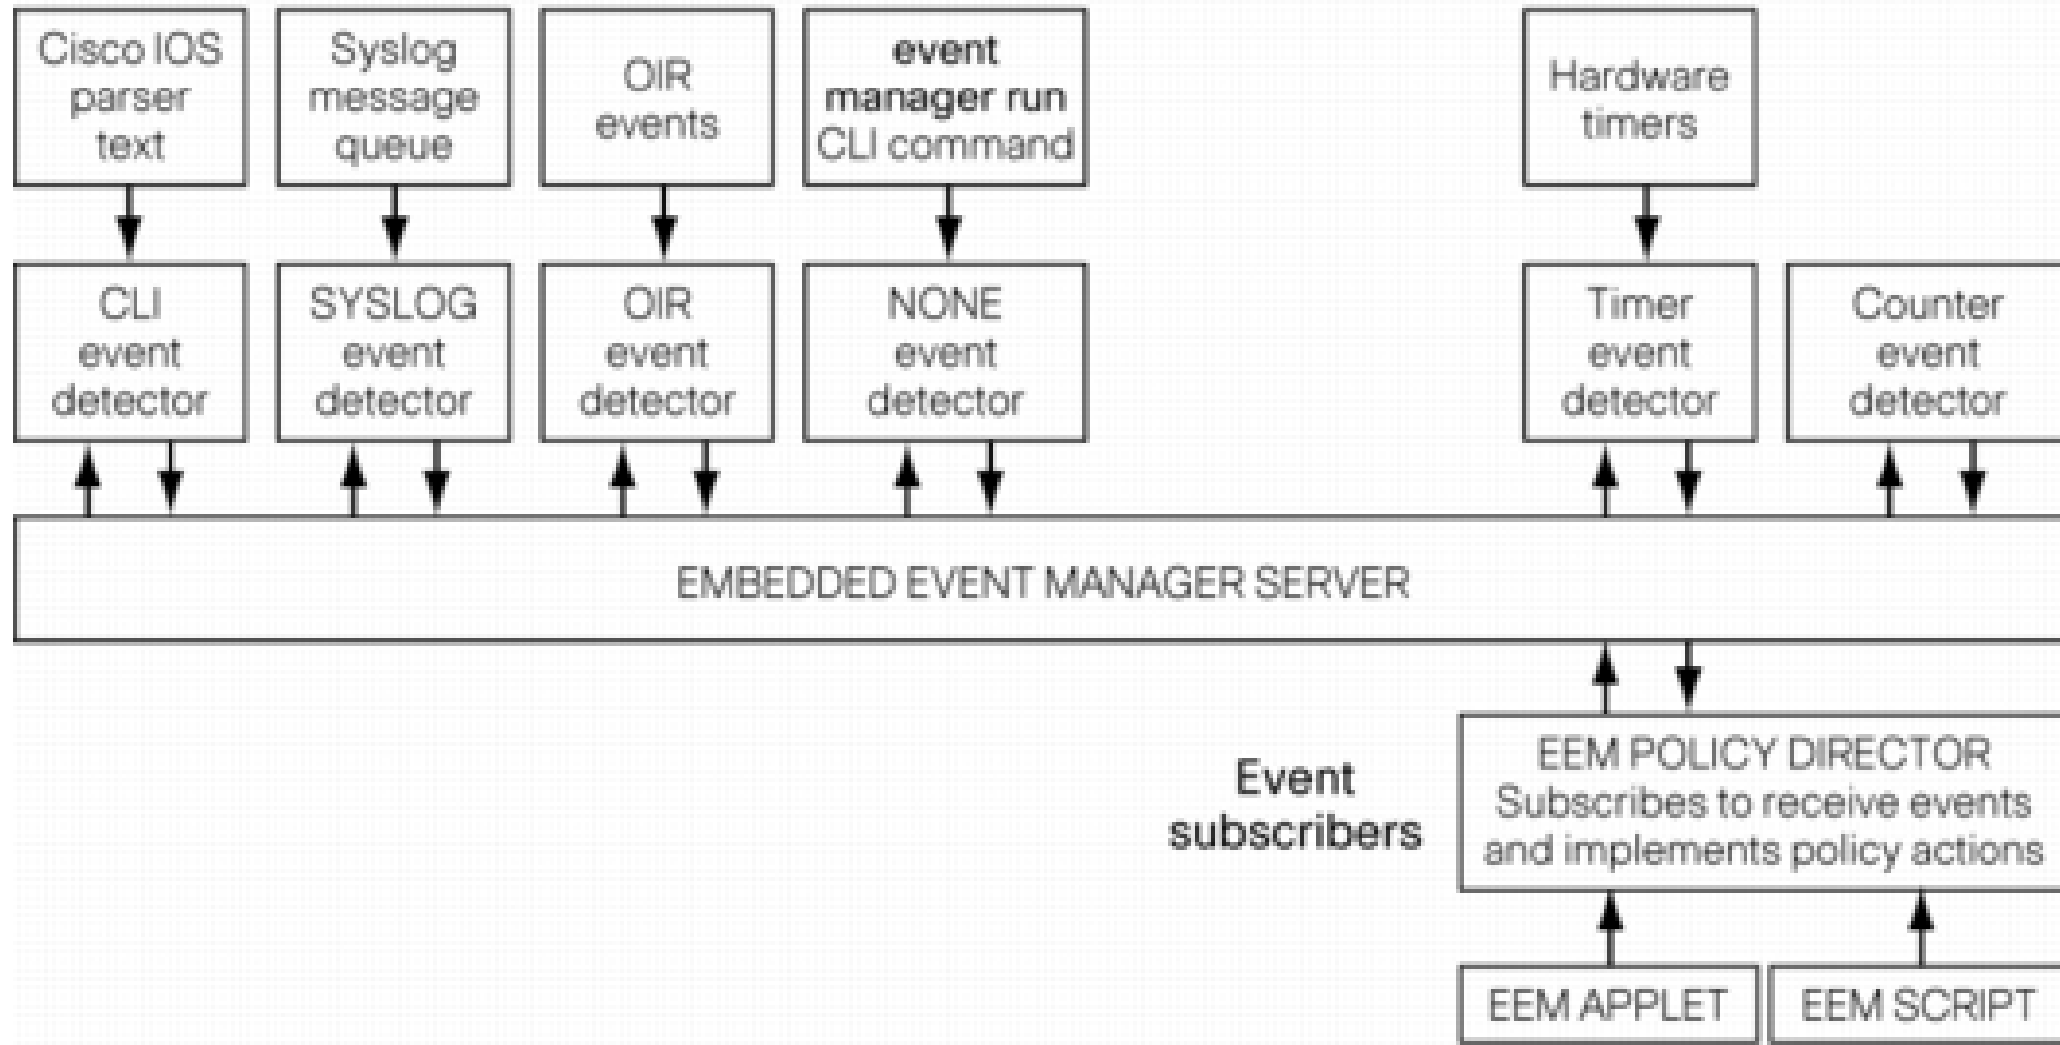 Cisco IOS
parser
text
Syslog
message
queue
OIR
events
event
manager run
CLI command
Hardware
timers
CLI
event
detector
SYSLOG
event
detector
OIR
event
detector
NONE
event
detector
Timer
event
detector
Counter
event
detector
EMBEDDED EVENT MANAGER SERVER
Event
subscribers
EEM POLICY DIRECTOR
Subscribes to receive events
and implements policy actions
EEM APPLET
EEM SCRIPT